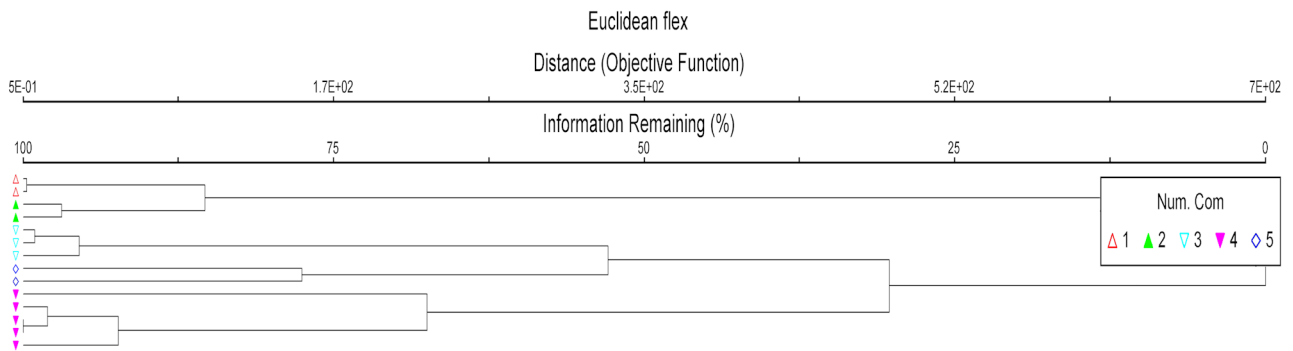 Euclidean flex
Distance (Objective Function)
5E-01 1.7E+02 3.5E+02 5.2E+02 7E+02
Information Remaining (%)
100 75 50 25 0
Num. Com
1 2 3 4 5